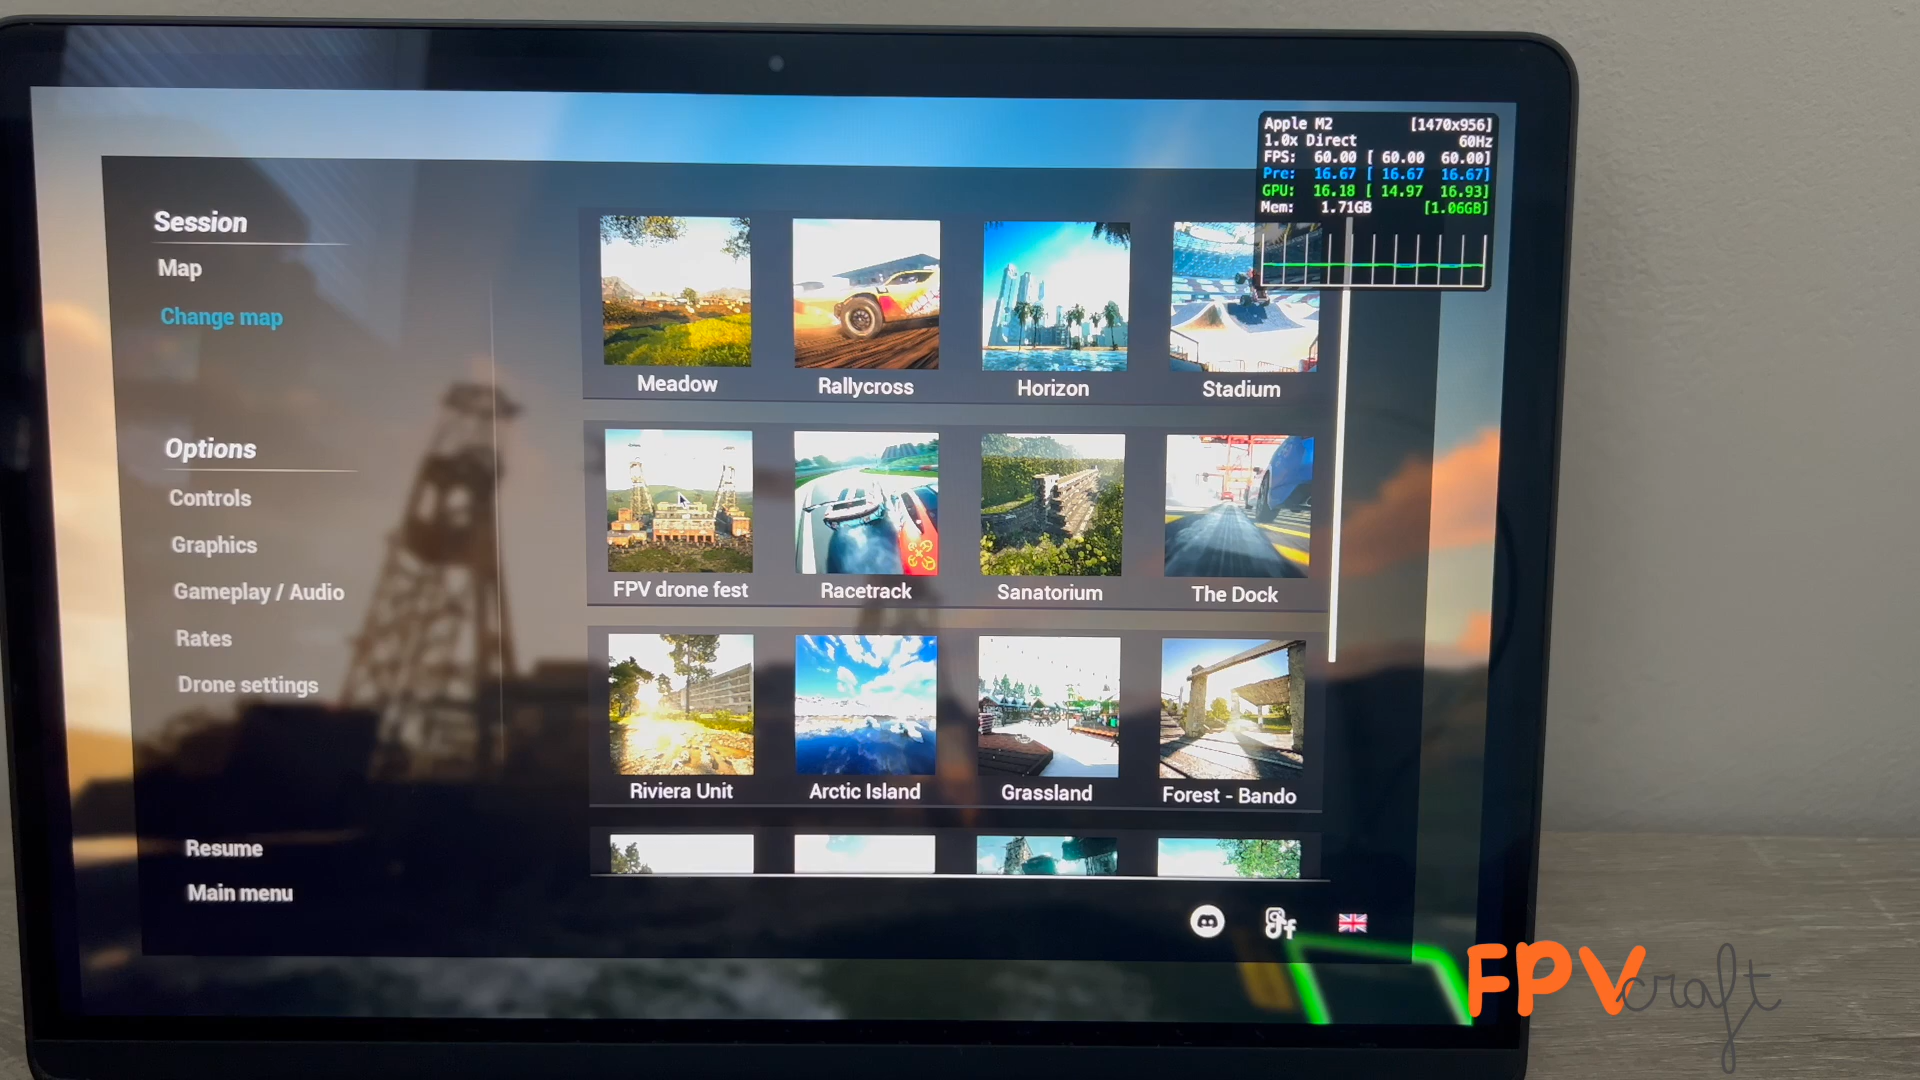 Apple M2 [1470x956]
1.0x Direct 60Hz
FPS: 60.00 [ 60.00 60.00]
Pre: 16.67 [ 16.67 16.67]
GPU: 16.18 [ 14.97 16.93]
Mem: 1.71GB [1.06GB]
Session
Map
Change map
Options
Controls
Graphics
Gameplay / Audio
Rates
Drone settings
Resume
Main menu
Meadow
Rallycross
Horizon
Stadium
FPV drone fest
Racetrack
Sanatorium
The Dock
Riviera Unit
Arctic Island
Grassland
Forest - Bando
FPVcraft